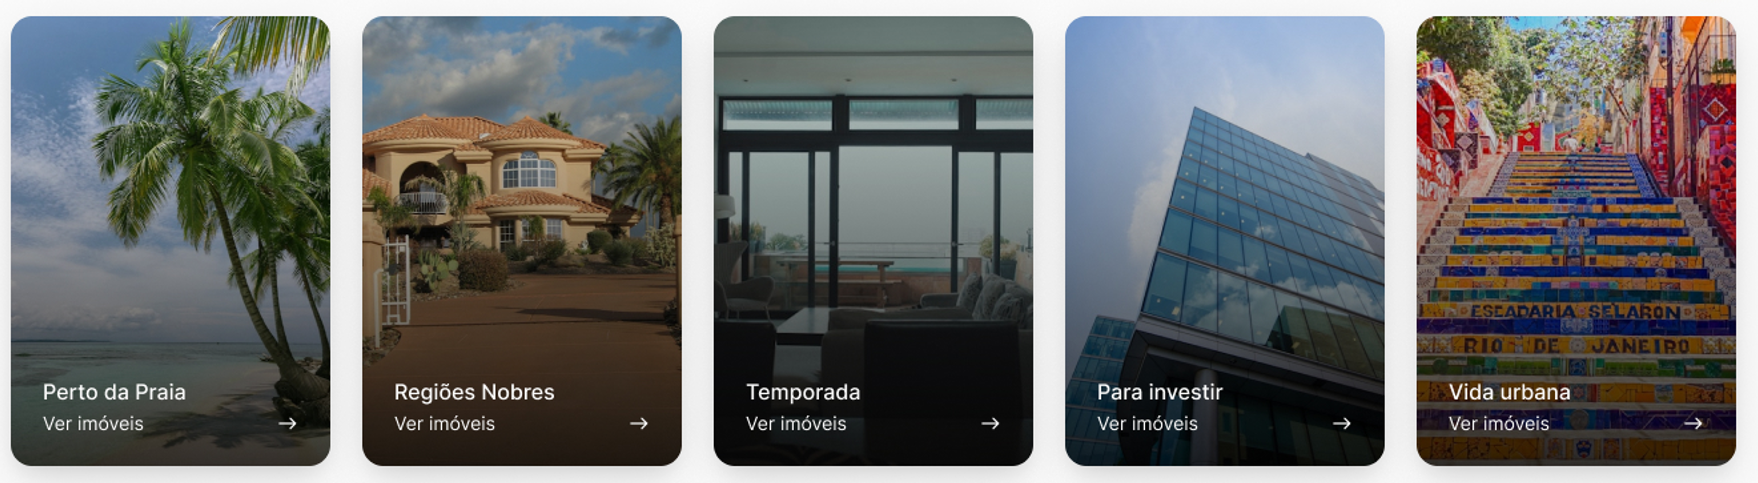 Perto da Praia
Ver imóveis
Regiões Nobres
Ver imóveis
Temporada
Ver imóveis
Para investir
Ver imóveis
ESCADARIA SELARON
RIO DE JANEIRO
Vida urbana
Ver imóveis